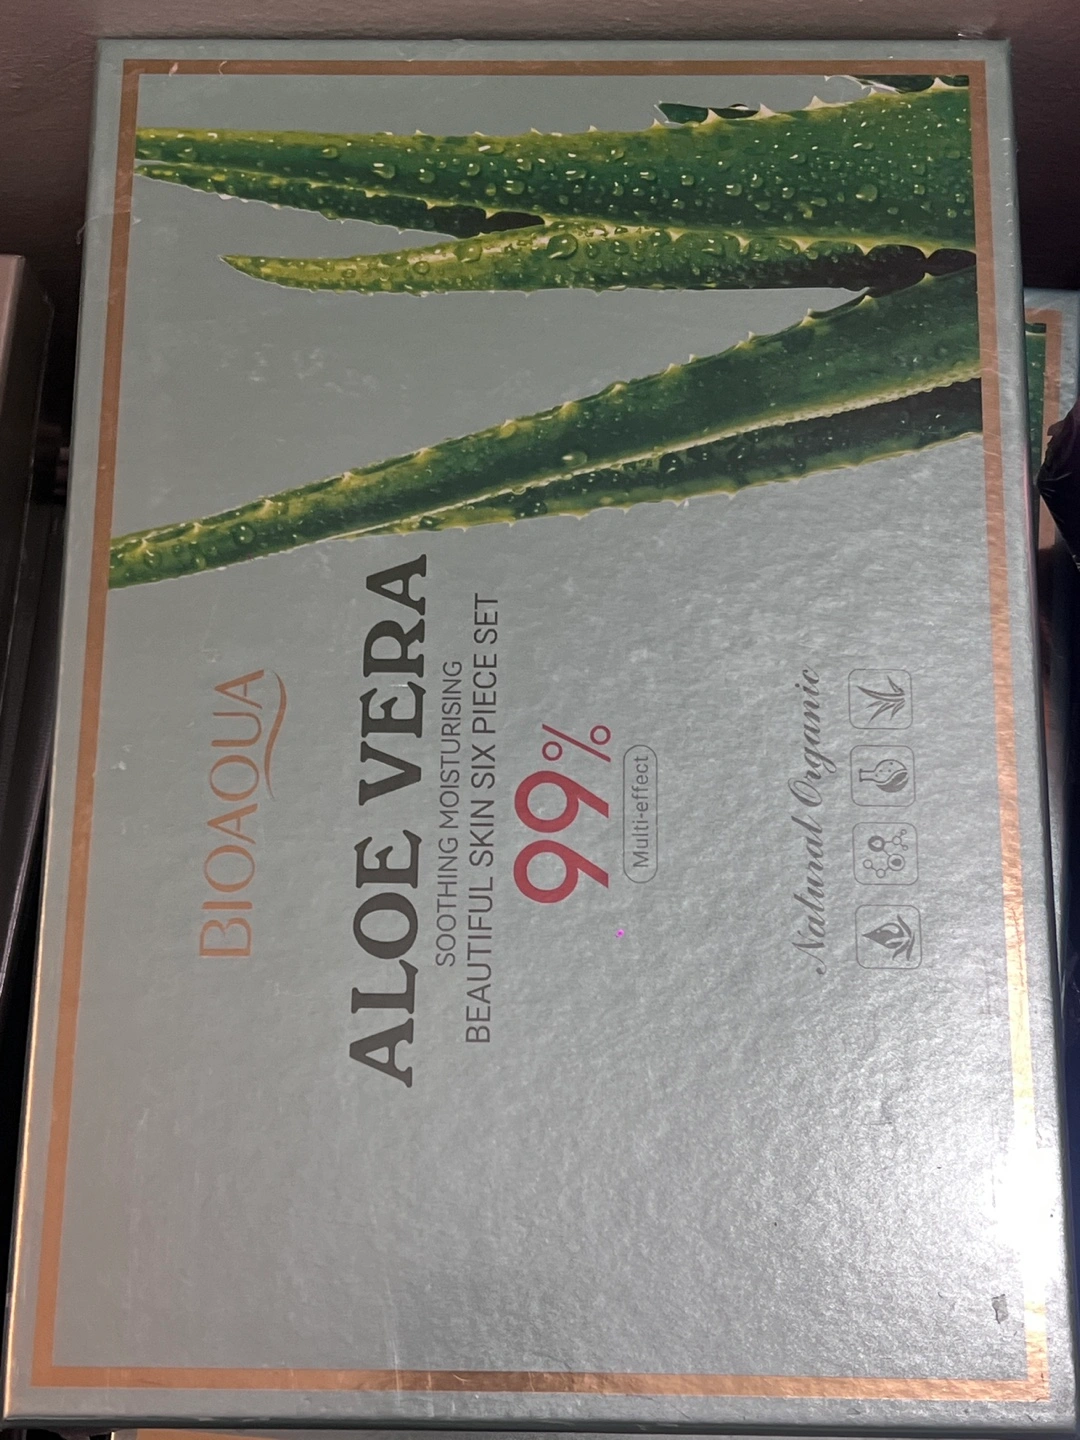 BIOAQUA
ALOE VERA
SOOTHING MOISTURISING
BEAUTIFUL SKIN SIX PIECE SET
99%
Multi-effect
Natural Organic